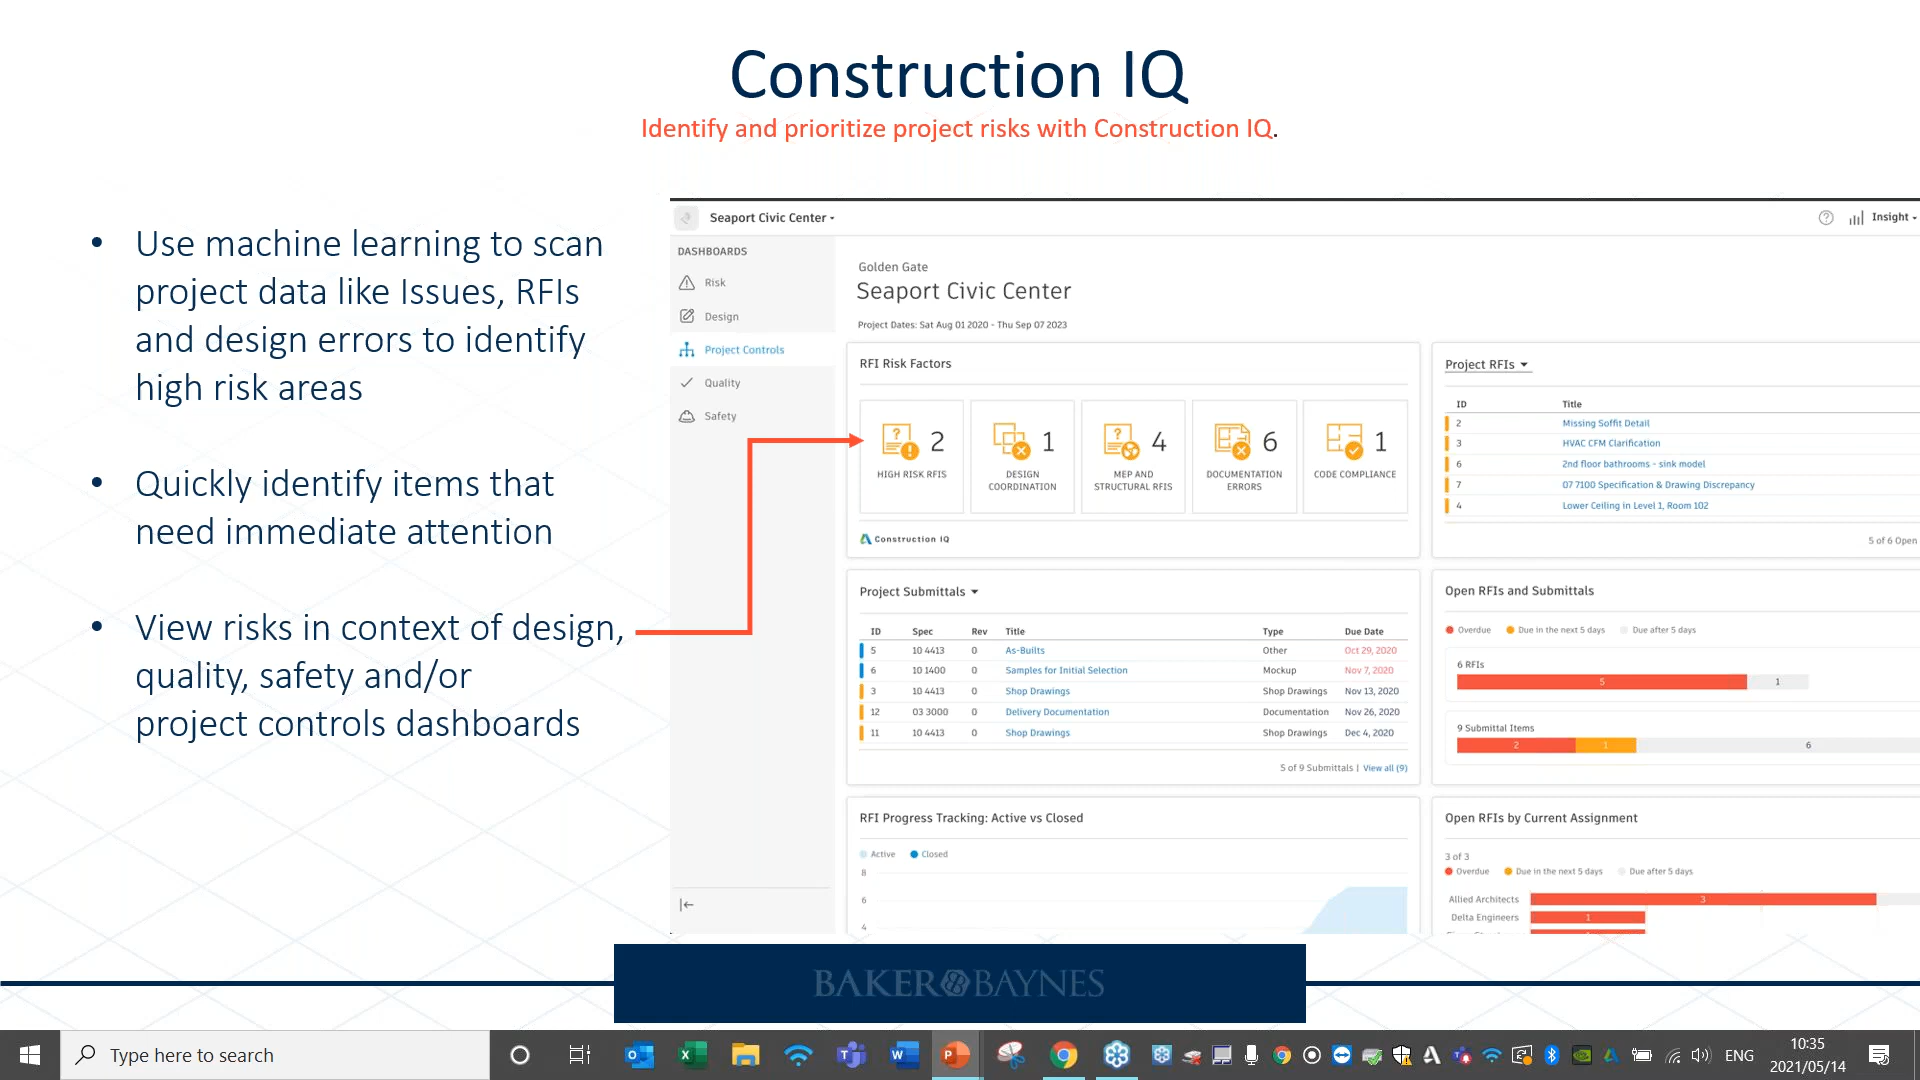 Construction IQ
Identify and prioritize project risks with Construction IQ.
• Use machine learning to scan
project data like Issues, RFIs
and design errors to identify
high risk areas
• Quickly identify items that
need immediate attention
• View risks in context of design,
quality, safety and/or
project controls dashboards
Seaport Civic Center
Insight
DASHBOARDS
Risk
Design
Project Controls
Quality
Safety
Golden Gate
Seaport Civic Center
Project Dates: Sat Aug 01 2020 - Thu Sep 07 2023
RFI Risk Factors
2
HIGH RISK RFIS
1
DESIGN
COORDINATION
4
MEP AND
STRUCTURAL RFIS
6
DOCUMENTATION
ERRORS
1
CODE COMPLIANCE
Construction IQ
Project RFIs
ID Title
2 Missing Soffit Detail
3 HVAC CFM Clarification
6 2nd floor bathrooms - sink model
7 07 7100 Specification & Drawing Discrepancy
4 Lower Ceiling in Level 1, Room 102
5 of 6 Open
Project Submittals
ID Spec Rev Title Type Due Date
5 10 4413 0 As-Builts Other Oct 29, 2020
6 10 1400 0 Samples for Initial Selection Mockup Nov 7, 2020
3 10 4413 0 Shop Drawings Shop Drawings Nov 13, 2020
12 03 3000 0 Delivery Documentation Documentation Nov 26, 2020
11 10 4413 0 Shop Drawings Shop Drawings Dec 4, 2020
5 of 9 Submittals | View all (9)
Open RFIs and Submittals
Overdue Due in the next 5 days Due after 5 days
6 RFIs
5 1
9 Submittal Items
2 1 6
RFI Progress Tracking: Active vs Closed
Active Closed
8
6
4
Open RFIs by Current Assignment
3 of 3
Overdue Due in the next 5 days Due after 5 days
Allied Architects 3
Delta Engineers 1
BAKER BAYNES
Type here to search
ENG
10:35
2021/05/14